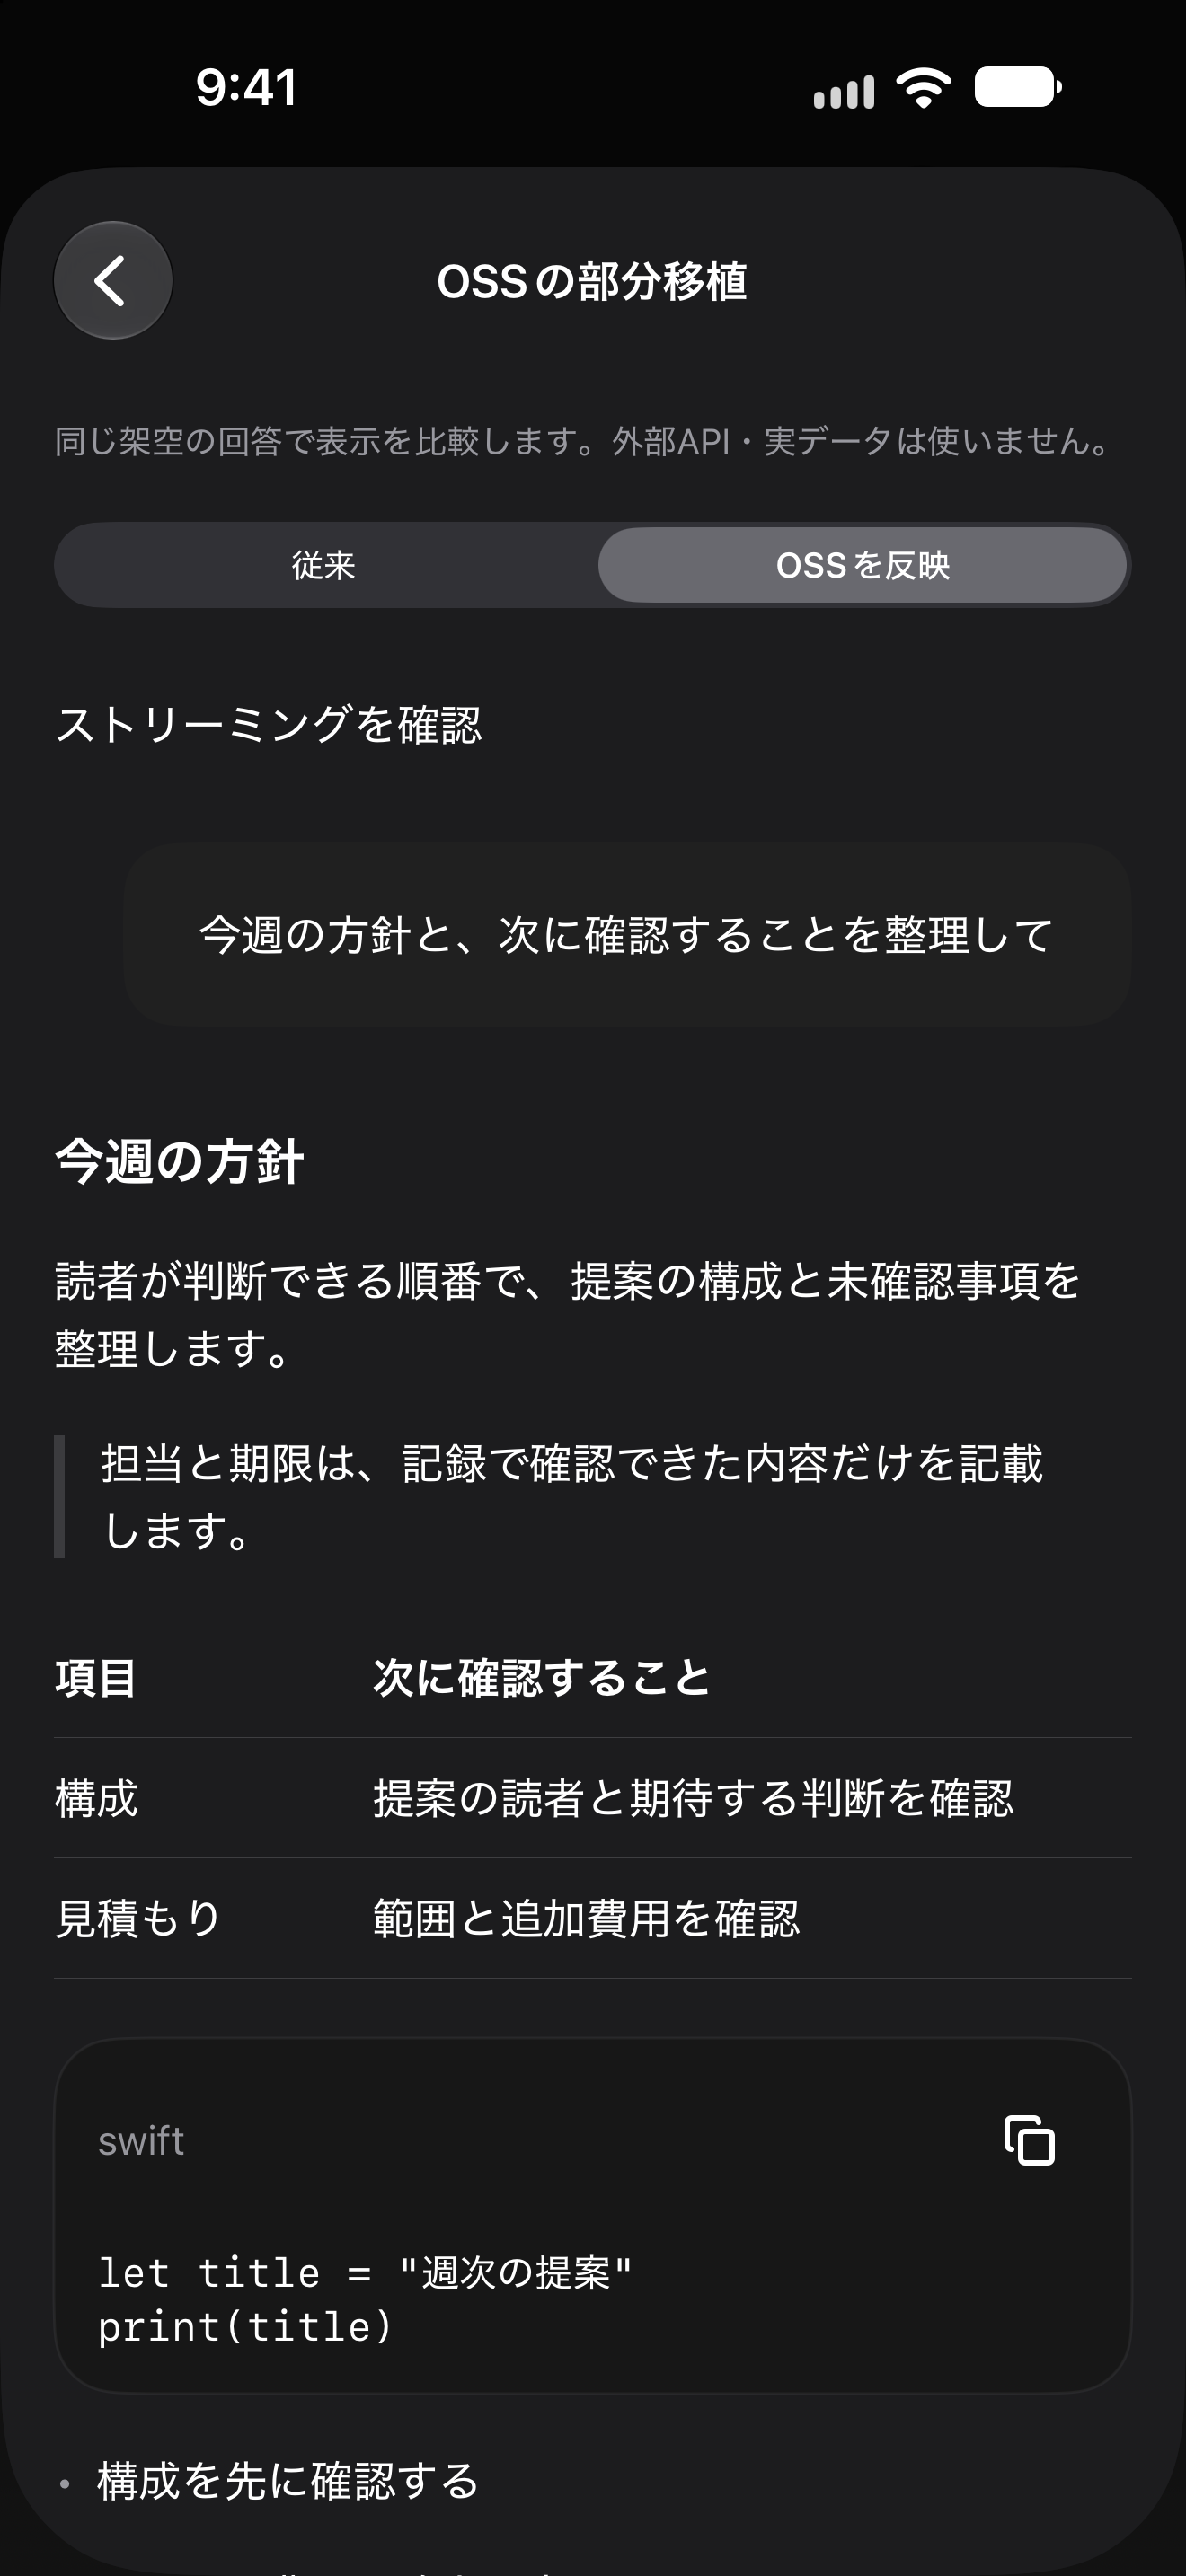 9:41
OSSの部分移植
同じ架空の回答で表示を比較します。外部API・実データは使いません。
従来
OSSを反映
ストリーミングを確認
今週の方針と、次に確認することを整理して
今週の方針
読者が判断できる順番で、提案の構成と未確認事項を
整理します。
担当と期限は、記録で確認できた内容だけを記載
します。
項目 次に確認すること
構成 提案の読者と期待する判断を確認
見積もり 範囲と追加費用を確認
swift
let title = "週次の提案"
print(title)
• 構成を先に確認する